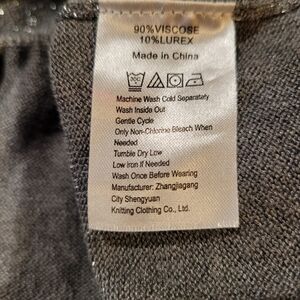 90%VISCOSE
10%LUREX
Made in China
Machine Wash Cold Separately
Wash Inside Out
Gentle Cycle
Only Non-Chlorine Bleach When
Needed
Tumble Dry Low
Low Iron if Needed
Wash Once Before Wearing
Manufacturer: Zhangjiagang
City Shengyuan
Knitting Clothing Co., Ltd.